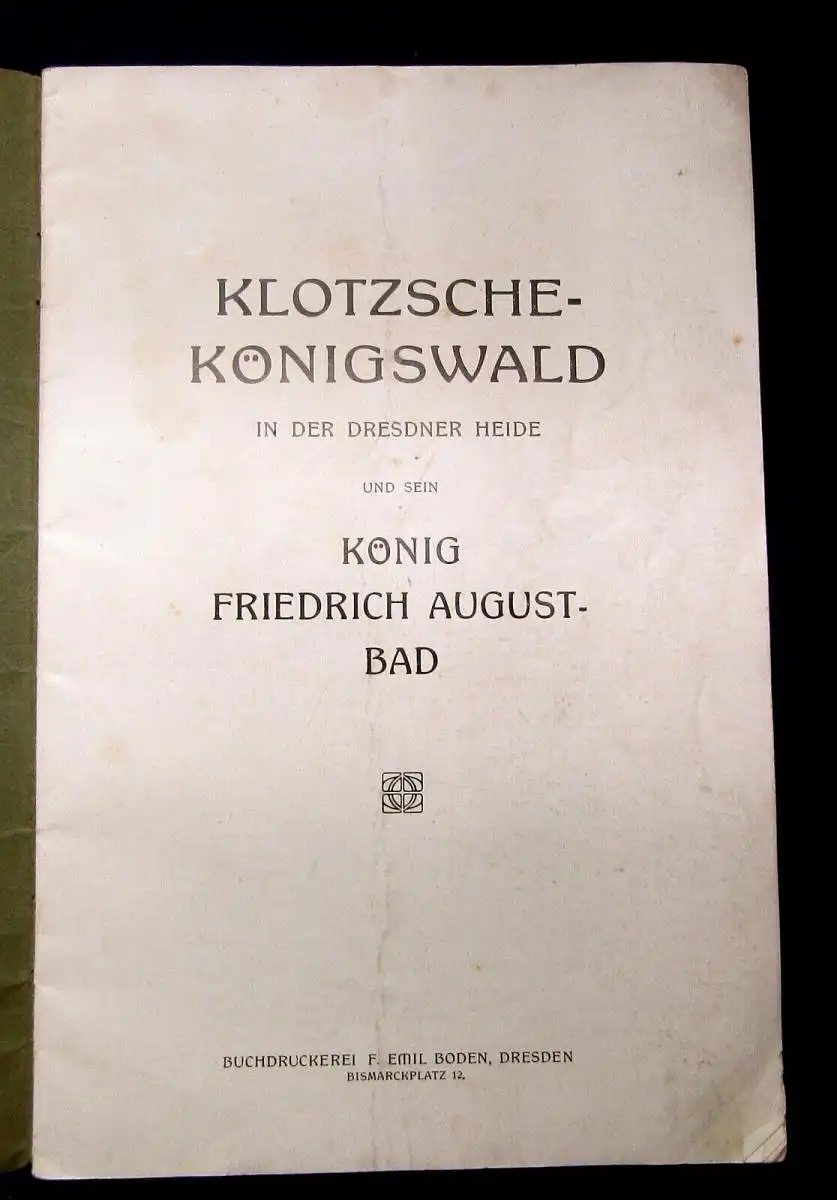 KLOTZSCHE-
KÖNIGSWALD
IN DER DRESDNER HEIDE
UND SEIN
KÖNIG
FRIEDRICH AUGUST-
BAD
BUCHDRUCKEREI F. EMIL BODEN, DRESDEN
BISMARCKPLATZ 12.